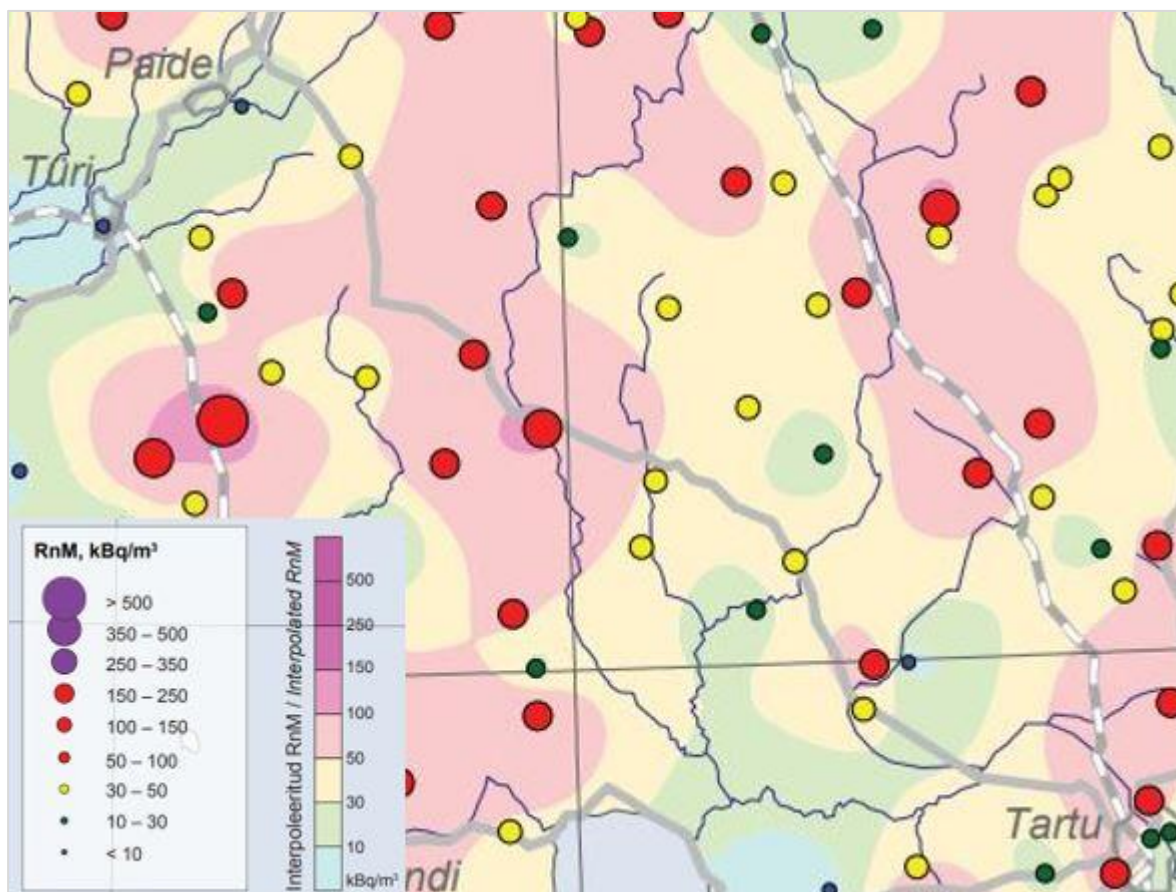 Paide
Türi
RnM, kBq/m³
> 500
350 – 500
250 – 350
150 – 250
100 – 150
50 – 100
30 – 50
10 – 30
< 10
Interpoleeritud RnM / Interpolated RnM
500
250
150
100
50
30
10
kBq/m³
Tartu
ndi